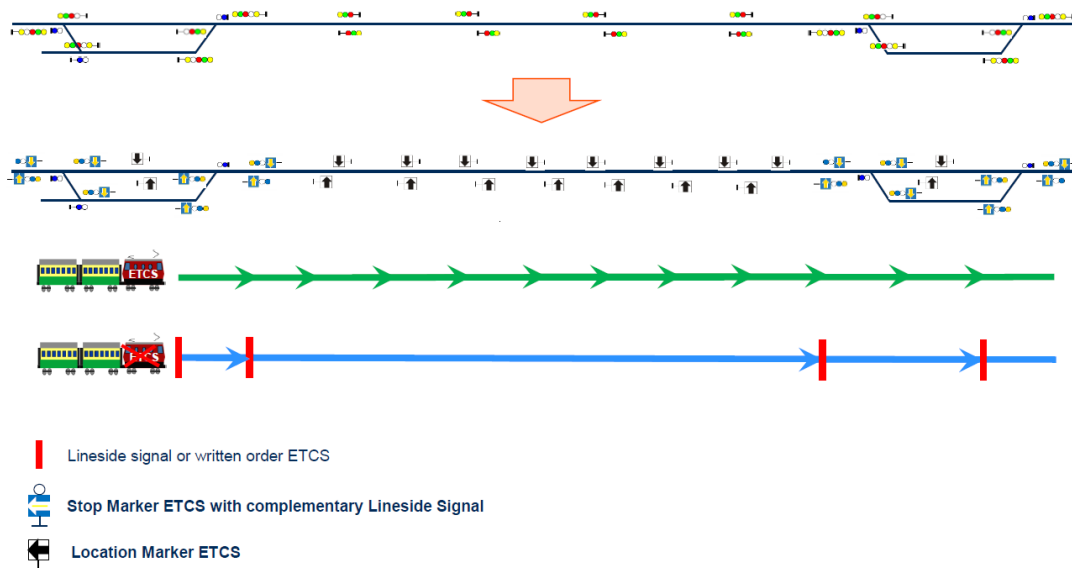 ETCS
ETCS
Lineside signal or written order ETCS
Stop Marker ETCS with complementary Lineside Signal
Location Marker ETCS